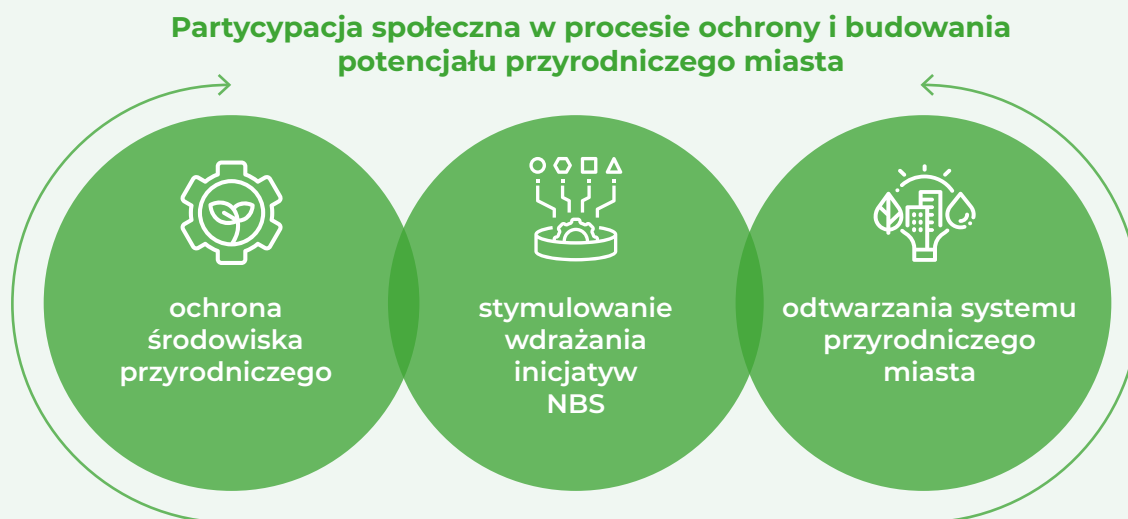 Partycypacja społeczna w procesie ochrony i budowania
potencjału przyrodniczego miasta
ochrona
środowiska
przyrodniczego
stymulowanie
wdrażania
inicjatyw
NBS
odtwarzania systemu
przyrodniczego
miasta